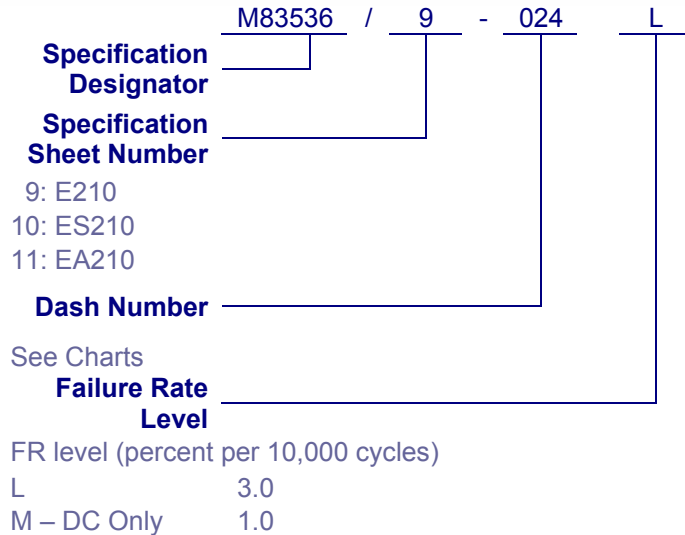 M83536 / 9 - 024 L
Specification
Designator
Specification
Sheet Number
9: E210
10: ES210
11: EA210
Dash Number
See Charts
Failure Rate
Level
FR level (percent per 10,000 cycles)
L 3.0
M – DC Only 1.0